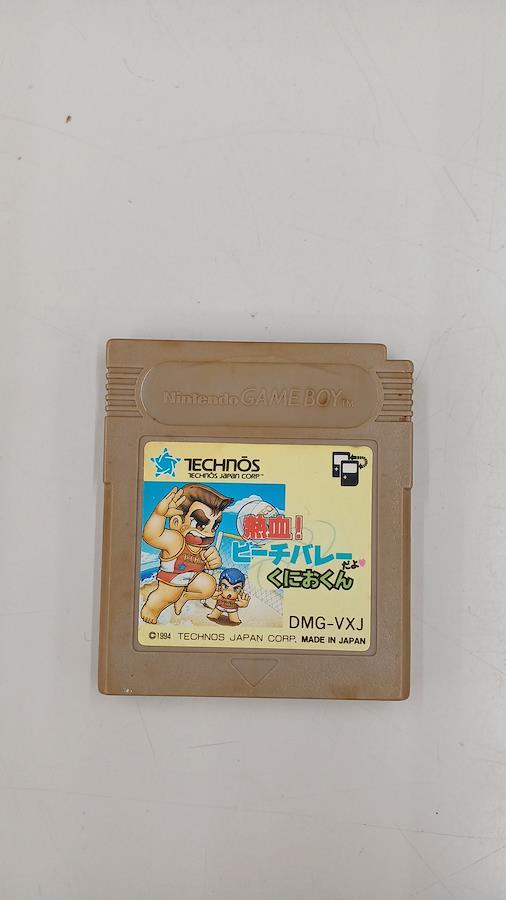 Nintendo GAME BOY TM
TECHNŌS
TECHNŌS JAPAN CORP.™
熱血!
ビーチバレーだよ♥
くにおくん
DMG-VXJ
©1994 TECHNOS JAPAN CORP. MADE IN JAPAN